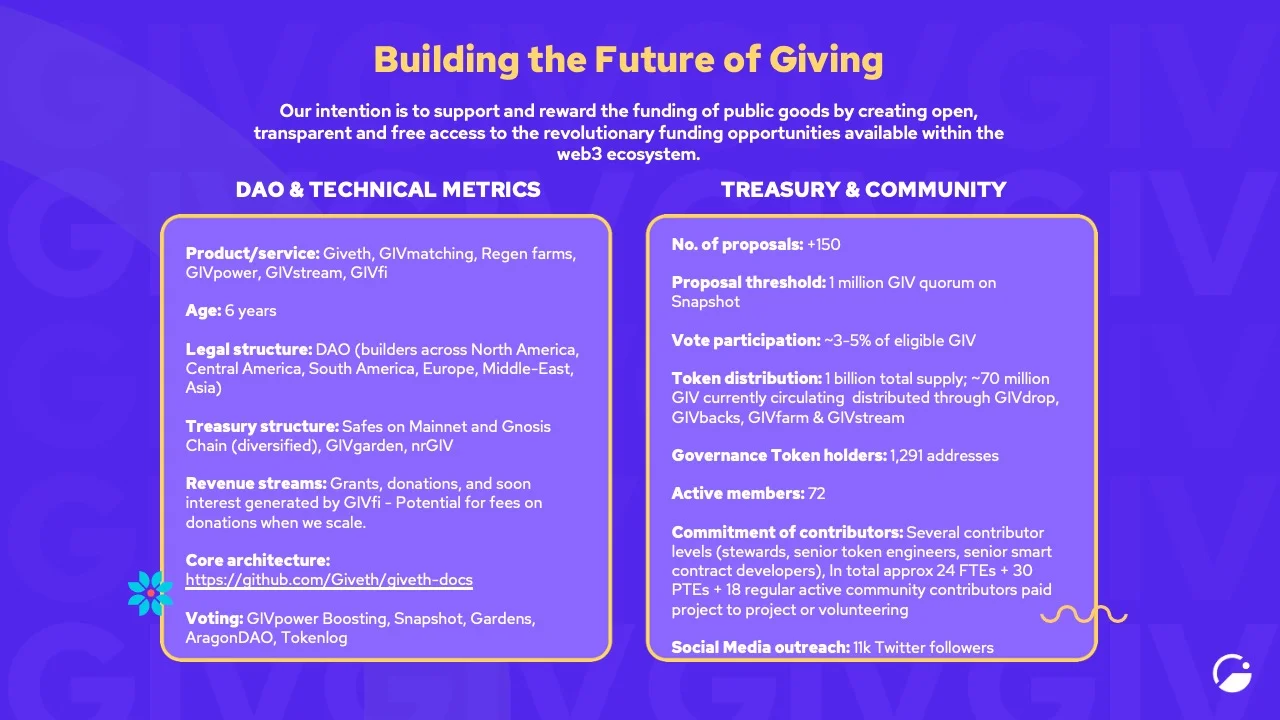 Building the Future of Giving
Our intention is to support and reward the funding of public goods by creating open,
transparent and free access to the revolutionary funding opportunities available within the
web3 ecosystem.
DAO & TECHNICAL METRICS
Product/service: Giveth, GIVmatching, Regen farms,
GIVpower, GIVstream, GIVfi
Age: 6 years
Legal structure: DAO (builders across North America,
Central America, South America, Europe, Middle-East,
Asia)
Treasury structure: Safes on Mainnet and Gnosis
Chain (diversified), GIVgarden, nrGIV
Revenue streams: Grants, donations, and soon
interest generated by GIVfi - Potential for fees on
donations when we scale.
Core architecture:
https://github.com/Giveth/giveth-docs
Voting: GIVpower Boosting, Snapshot, Gardens,
AragonDAO, Tokenlog
TREASURY & COMMUNITY
No. of proposals: +150
Proposal threshold: 1 million GIV quorum on
Snapshot
Vote participation: ~3-5% of eligible GIV
Token distribution: 1 billion total supply; ~70 million
GIV currently circulating distributed through GIVdrop,
GIVbacks, GIVfarm & GIVstream
Governance Token holders: 1,291 addresses
Active members: 72
Commitment of contributors: Several contributor
levels (stewards, senior token engineers, senior smart
contract developers), In total approx 24 FTEs + 30
PTEs + 18 regular active community contributors paid
project to project or volunteering
Social Media outreach: 11k Twitter followers